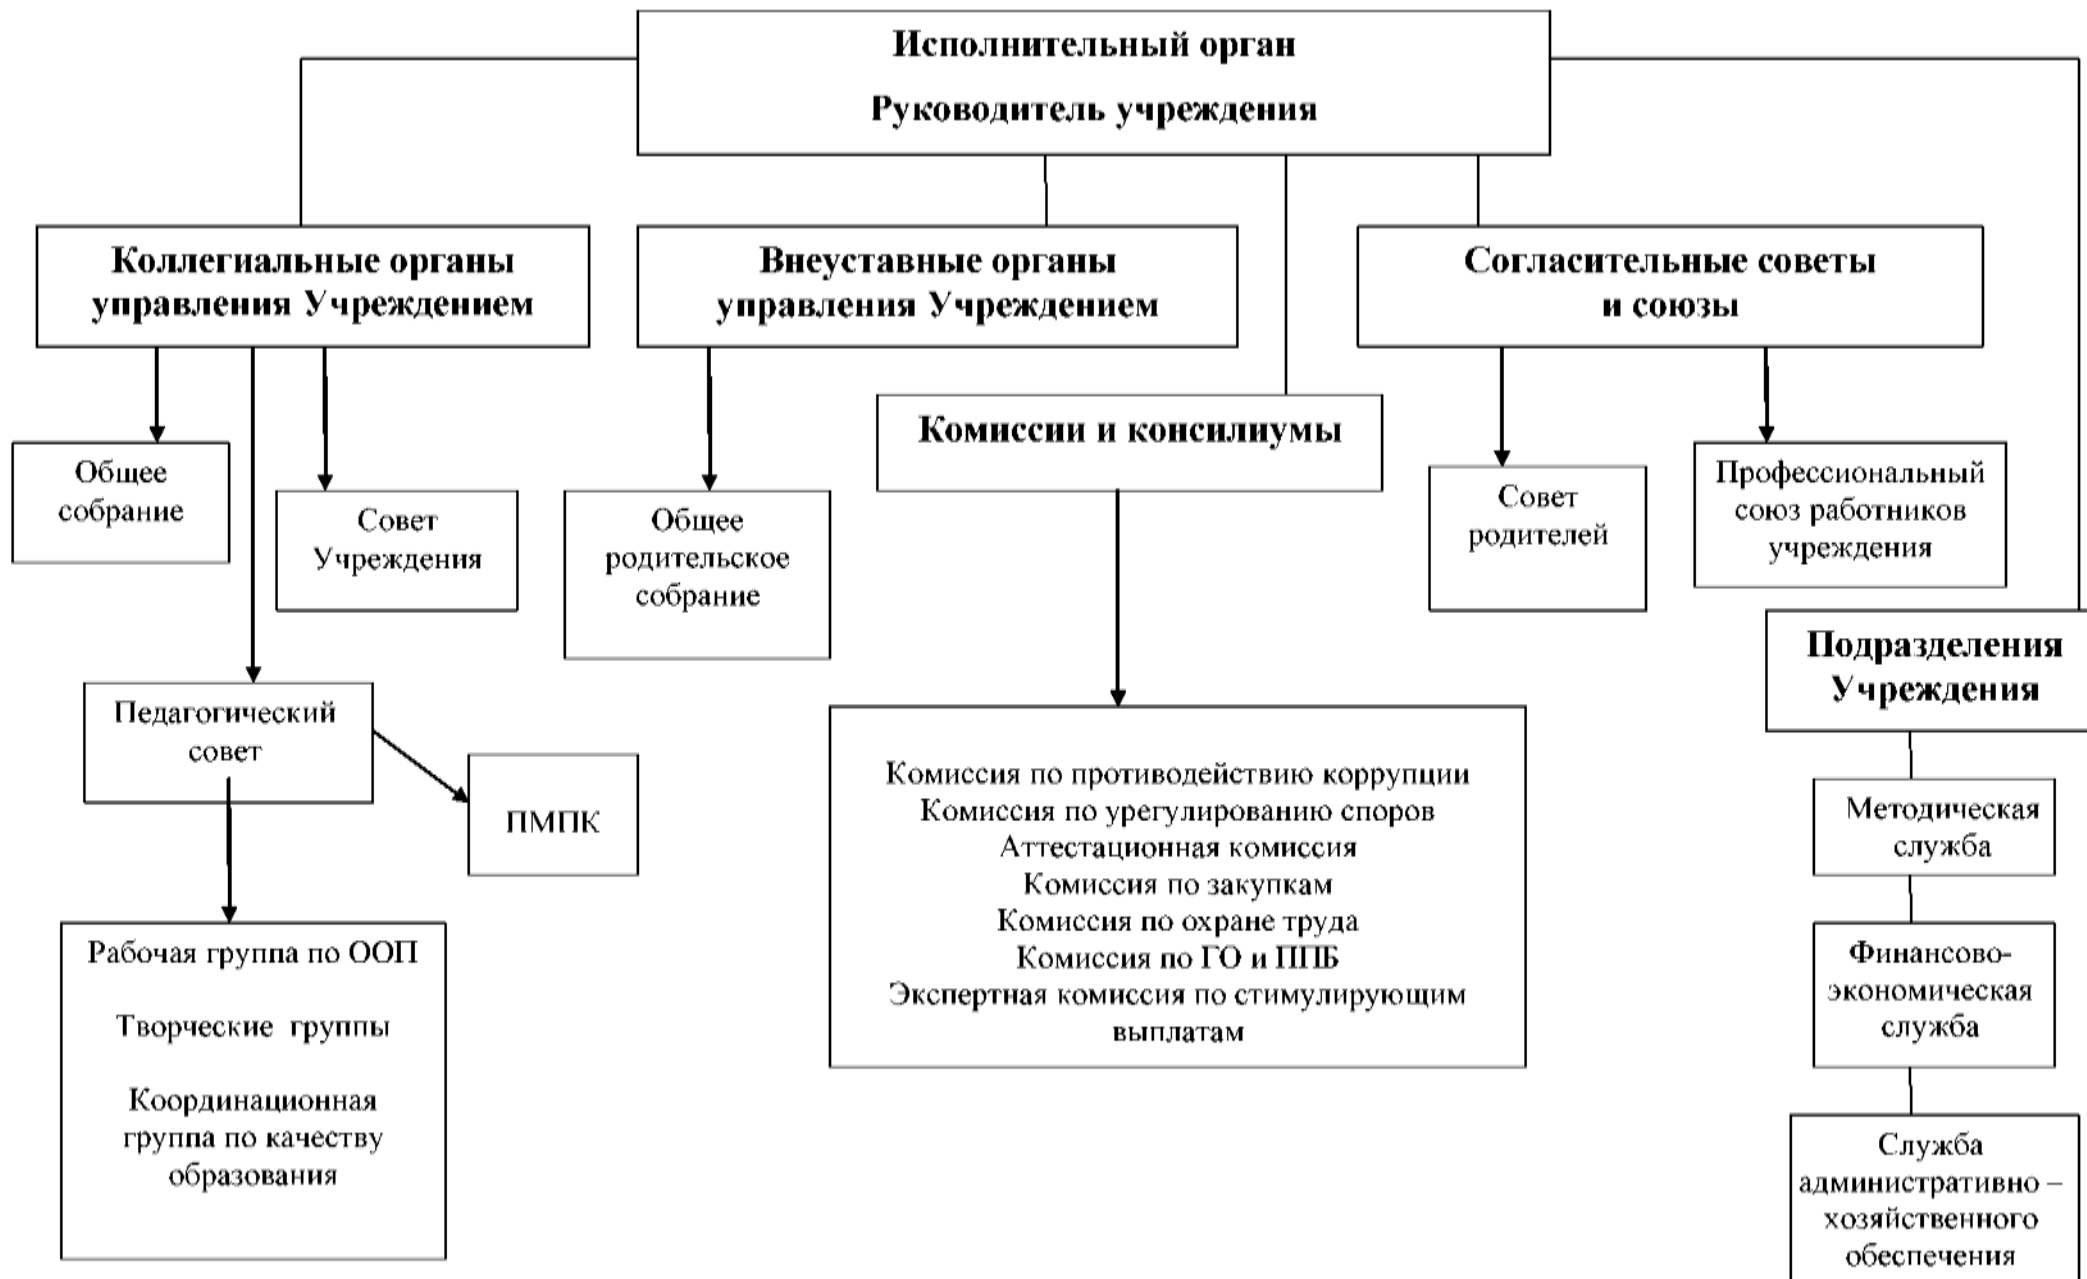 Исполнительный орган
Руководитель учреждения
Коллегиальные органы
управления Учреждением
Внеуставные органы
управления Учреждением
Согласительные советы
и союзы
Комиссии и консилиумы
Общее
собрание
Совет
Учреждения
Общее
родительское
собрание
Совет
родителей
Профессиональный
союз работников
учреждения
Подразделения
Учреждения
Педагогический
совет
ПМПК
Комиссия по противодействию коррупции
Комиссия по урегулированию споров
Аттестационная комиссия
Комиссия по закупкам
Комиссия по охране труда
Комиссия по ГО и ППБ
Экспертная комиссия по стимулирующим
выплатам
Методическая
служба
Рабочая группа по ООП
Творческие группы
Координационная
группа по качеству
образования
Финансово-
экономическая
служба
Служба
административно –
хозяйственного
обеспечения